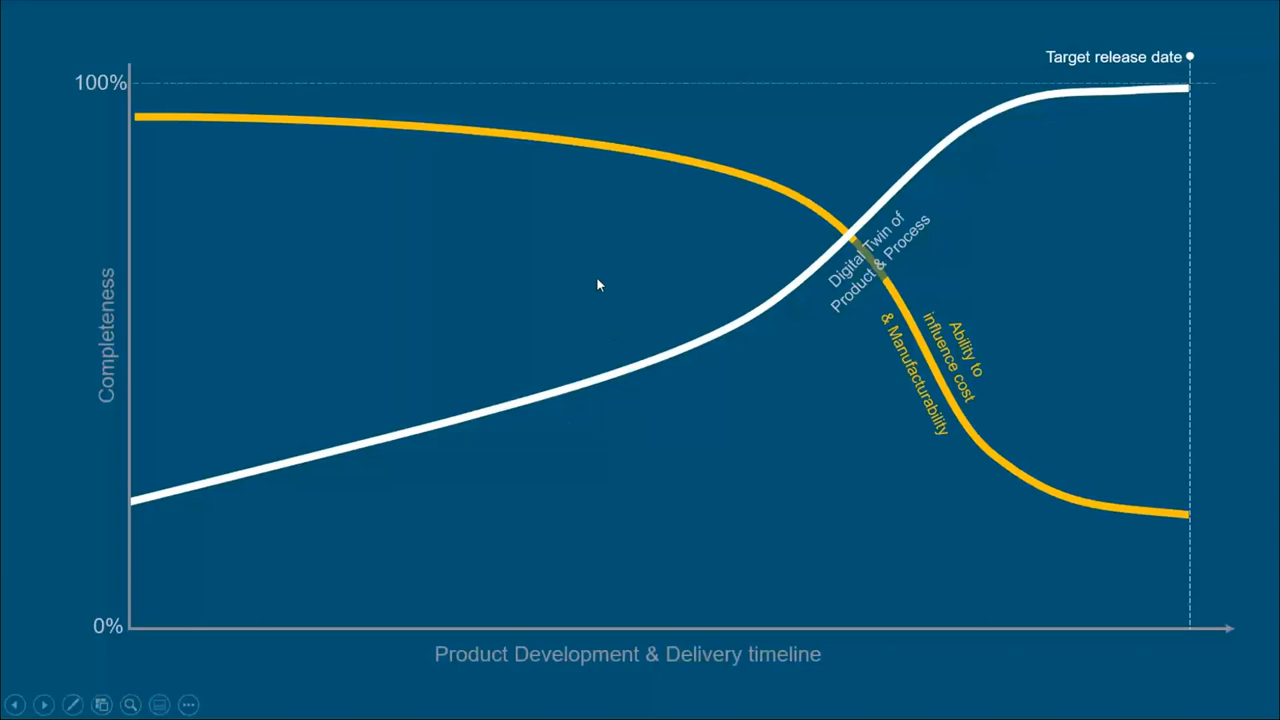 Target release date
100%
Digital Twin of
Product & Process
Ability to
influence cost
& Manufacturability
Completeness
0%
Product Development & Delivery timeline